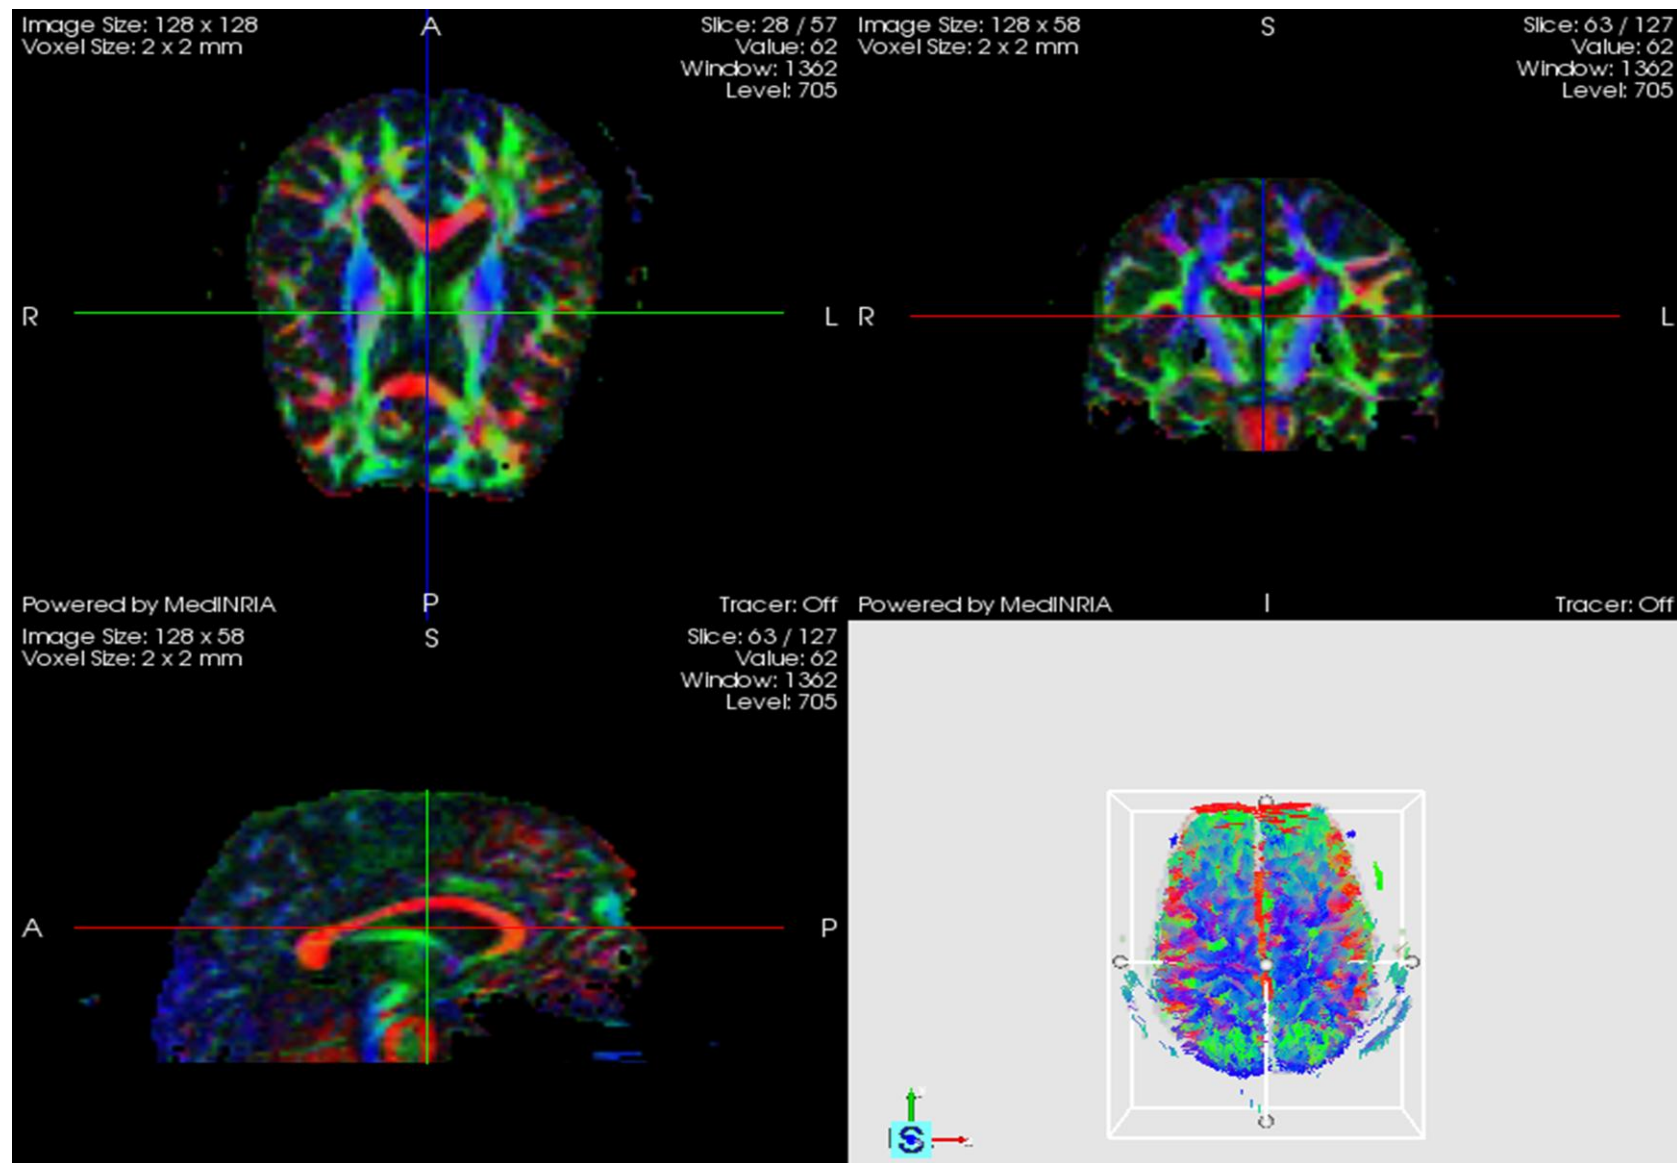 Image Size: 128 x 128
Voxel Size: 2 x 2 mm
A
Slice: 28 / 57
Value: 62
Window: 1362
Level: 705
R
L
Powered by MedINRIA
P
Tracer: Off
Image Size: 128 x 58
Voxel Size: 2 x 2 mm
S
Slice: 63 / 127
Value: 62
Window: 1362
Level: 705
R
L
Powered by MedINRIA
I
Tracer: Off
Image Size: 128 x 58
Voxel Size: 2 x 2 mm
S
Slice: 63 / 127
Value: 62
Window: 1362
Level: 705
A
P
S